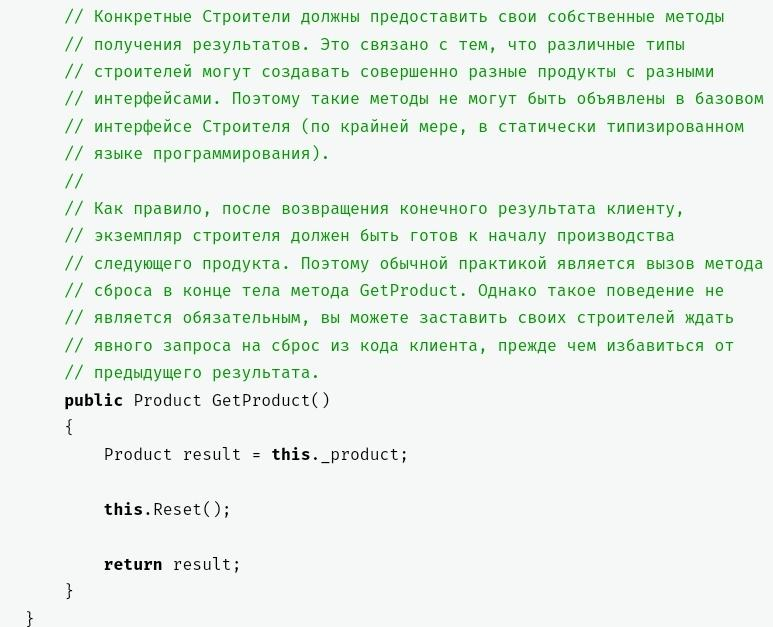 // Конкретные Строители должны предоставить свои собственные методы
// получения результатов. Это связано с тем, что различные типы
// строителей могут создавать совершенно разные продукты с разными
// интерфейсами. Поэтому такие методы не могут быть объявлены в базовом
// интерфейсе Строителя (по крайней мере, в статически типизированном
// языке программирования).
//
// Как правило, после возвращения конечного результата клиенту,
// экземпляр строителя должен быть готов к началу производства
// следующего продукта. Поэтому обычной практикой является вызов метода
// сброса в конце тела метода GetProduct. Однако такое поведение не
// является обязательным, вы можете заставить своих строителей ждать
// явного запроса на сброс из кода клиента, прежде чем избавиться от
// предыдущего результата.
public Product GetProduct()
{
Product result = this._product;
this.Reset();
return result;
}
}